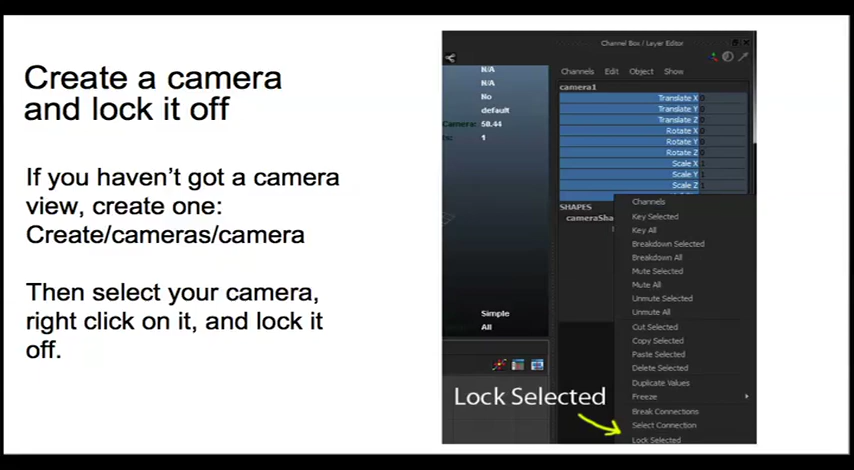 Create a camera
and lock it off
If you haven't got a camera
view, create one:
Create/cameras/camera
Then select your camera,
right click on it, and lock it
off.
Channel Box / Layer Editor
Channels Edit Object Show
N/A
N/A
No
default
Camera: 50.44
1
Simple
All
camera1
Translate X 0
Translate Y 0
Translate Z 0
Rotate X 0
Rotate Y 0
Rotate Z 0
Scale X 1
Scale Y 1
Scale Z 1
SHAPES
cameraSha
Channels
Key Selected
Key All
Breakdown Selected
Breakdown All
Mute Selected
Mute All
Unmute Selected
Unmute All
Cut Selected
Copy Selected
Paste Selected
Delete Selected
Duplicate Values
Freeze
Break Connections
Select Connection
Lock Selected
Lock Selected